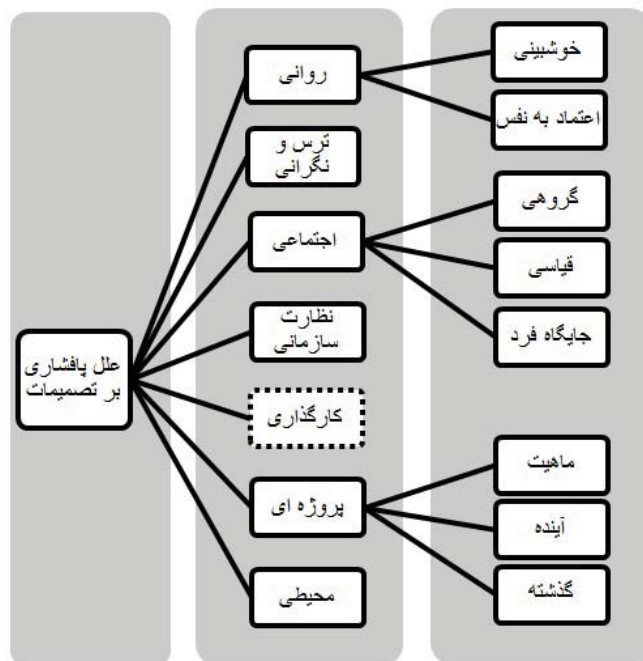 علل پافشاری
بر تصمیمات
روانی
ترس و
نگرانی
اجتماعی
نظارت
سازمانی
کارگذاری
پروژه ای
محیطی
خوشبینی
اعتماد به نفس
گروهی
قیاسی
جایگاه فرد
ماهیت
آینده
گذشته